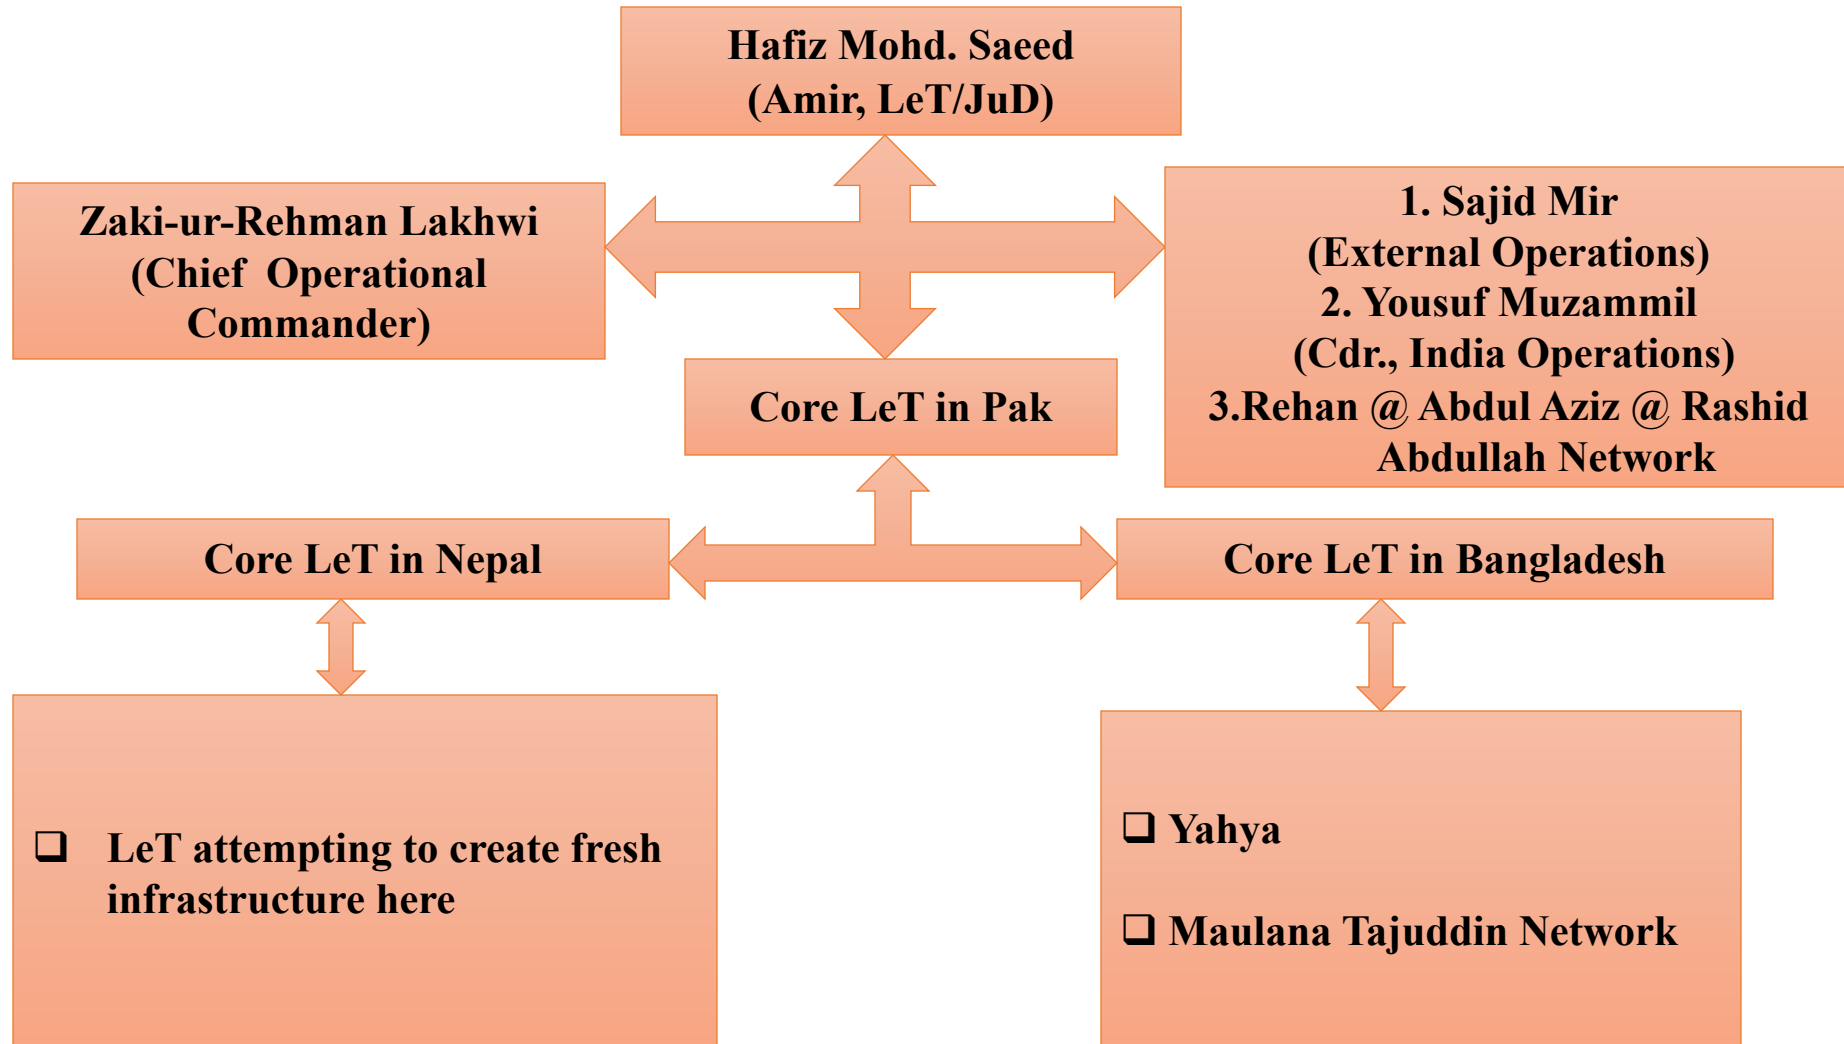 Hafiz Mohd. Saeed
(Amir, LeT/JuD)
Zaki-ur-Rehman Lakhwi
(Chief  Operational
Commander)
1. Sajid Mir
(External Operations)
2. Yousuf Muzammil
(Cdr., India Operations)
3.Rehan @ Abdul Aziz @ Rashid
Abdullah Network
Core LeT in Pak
Core LeT in Nepal
Core LeT in Bangladesh
❑ LeT attempting to create fresh
infrastructure here
❑ Yahya
❑ Maulana Tajuddin Network